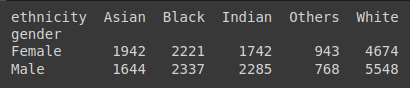 ethnicity Asian Black Indian Others White
gender
Female 1942 2221 1742 943 4674
Male 1644 2337 2285 768 5548